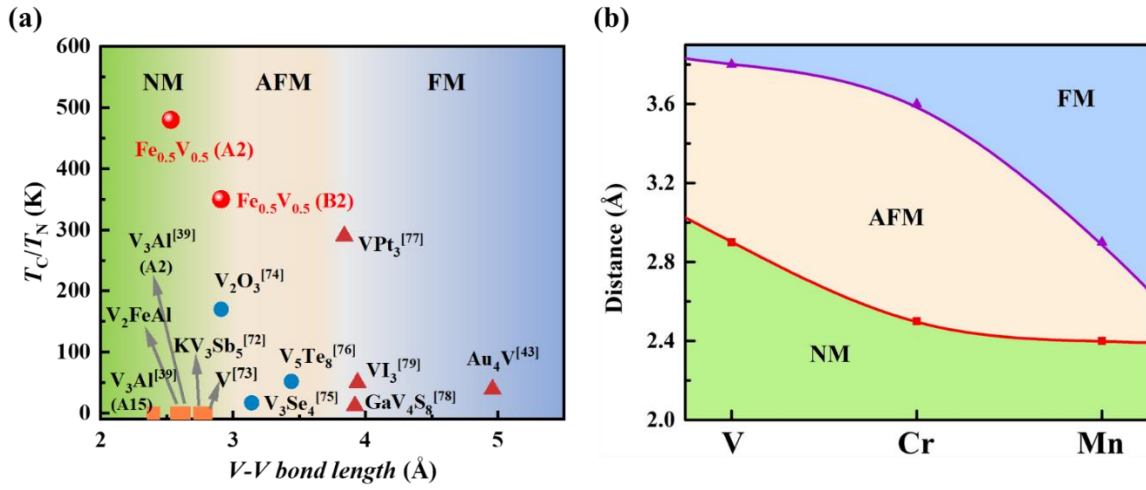 (a)
600
500
400
300
200
100
0
T_C/T_N (K)
NM
AFM
FM
Fe0.5V0.5 (A2)
Fe0.5V0.5 (B2)
VPt3[77]
V3Al[39]
(A2)
V2O3[74]
V2FeAl
KV3Sb5[72]
V5Te8[76]
VI3[79]
Au4V[43]
V3Al[39]
(A15)
V[73]
V3Se4[75]
GaV4S8[78]
2
3
4
5
V-V bond length (Å)
(b)
3.6
3.2
2.8
2.4
2.0
Distance (Å)
FM
AFM
NM
V
Cr
Mn